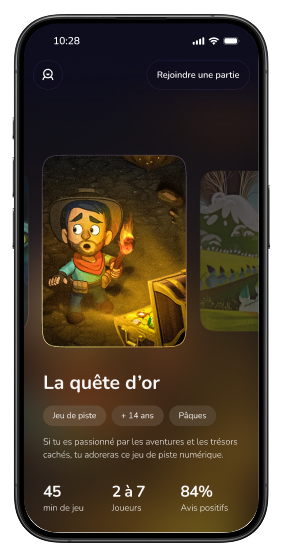 10:28
Rejoindre une partie
La quête d'or
Jeu de piste
+ 14 ans
Pâques
Si tu es passionné par les aventures et les trésors
cachés, tu adoreras ce jeu de piste numérique.
45
2 à 7
84%
min de jeu
Joueurs
Avis positifs